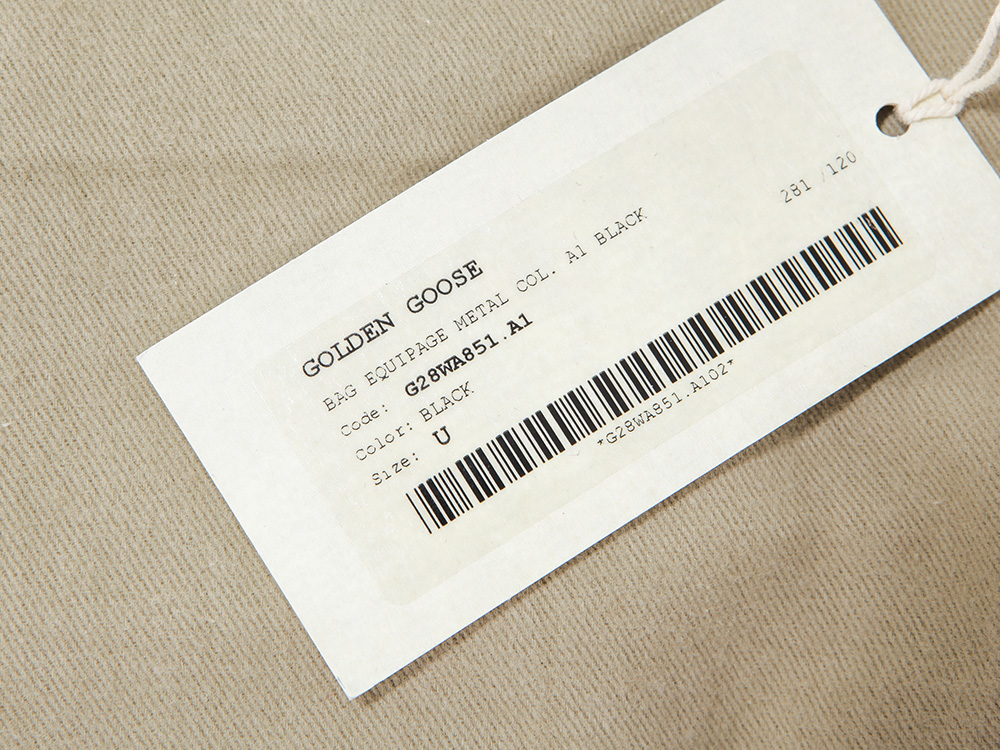 281 /120
GOLDEN GOOSE
BAG EQUIPAGE METAL COL. A1 BLACK
Code: G28WA851.A1
Color: BLACK
Size: U
*G28WA851.A102*